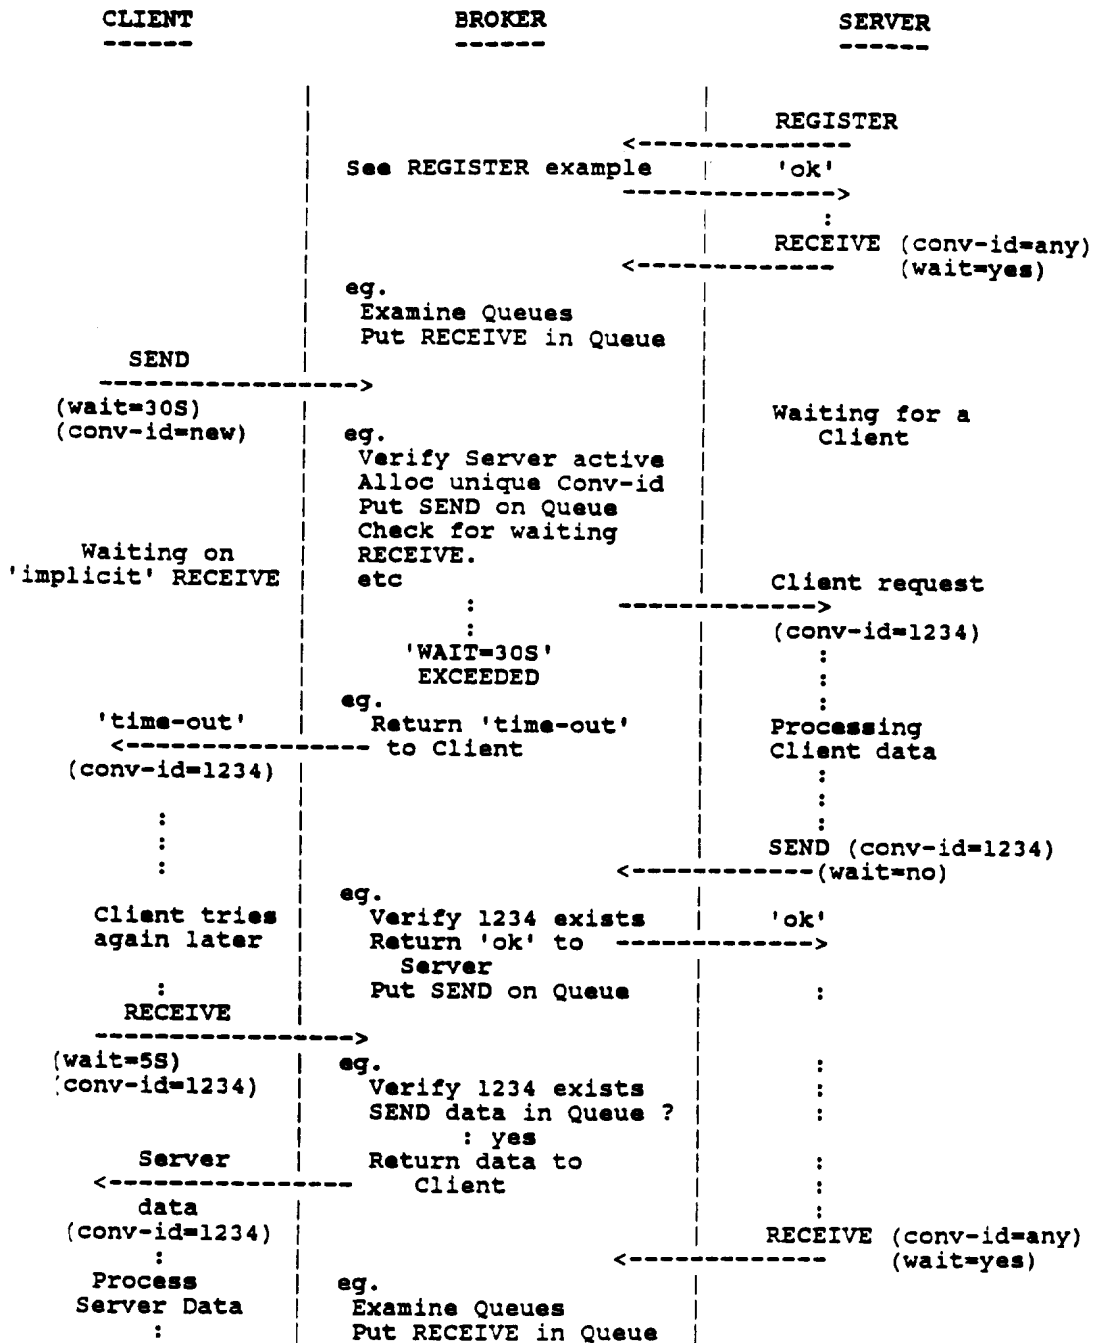 CLIENT BROKER SERVER
REGISTER
See REGISTER example 'ok'
RECEIVE (conv-id=any)
(wait=yes)
eg.
Examine Queues
Put RECEIVE in Queue
SEND
(wait=30S)
(conv-id=new)
Waiting for a
Client
eg.
Verify Server active
Alloc unique Conv-id
Put SEND on Queue
Check for waiting
RECEIVE.
etc
Waiting on
'implicit' RECEIVE
Client request
(conv-id=1234)
'WAIT=30S'
EXCEEDED
eg.
Return 'time-out'
to Client
'time-out'
(conv-id=1234)
Processing
Client data
SEND (conv-id=1234)
(wait=no)
eg.
Verify 1234 exists
Return 'ok' to
Server
Put SEND on Queue
'ok'
Client tries
again later
RECEIVE
(wait=5S)
(conv-id=1234)
eg.
Verify 1234 exists
SEND data in Queue ?
: yes
Return data to
Client
Server
data
(conv-id=1234)
RECEIVE (conv-id=any)
(wait=yes)
Process
Server Data
eg.
Examine Queues
Put RECEIVE in Queue